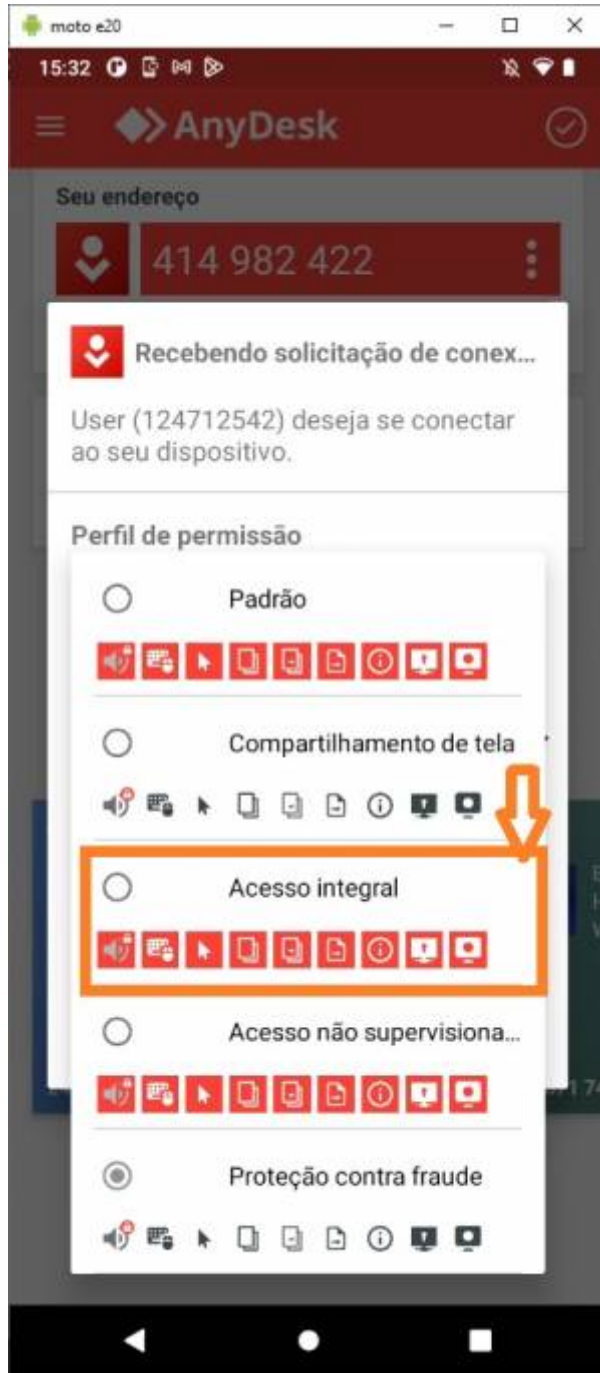 moto e20
15:32
AnyDesk
Seu endereço
414 982 422
Recebendo solicitação de conex...
User (124712542) deseja se conectar
ao seu dispositivo.
Perfil de permissão
Padrão
Compartilhamento de tela
Acesso integral
Acesso não supervisiona...
Proteção contra fraude